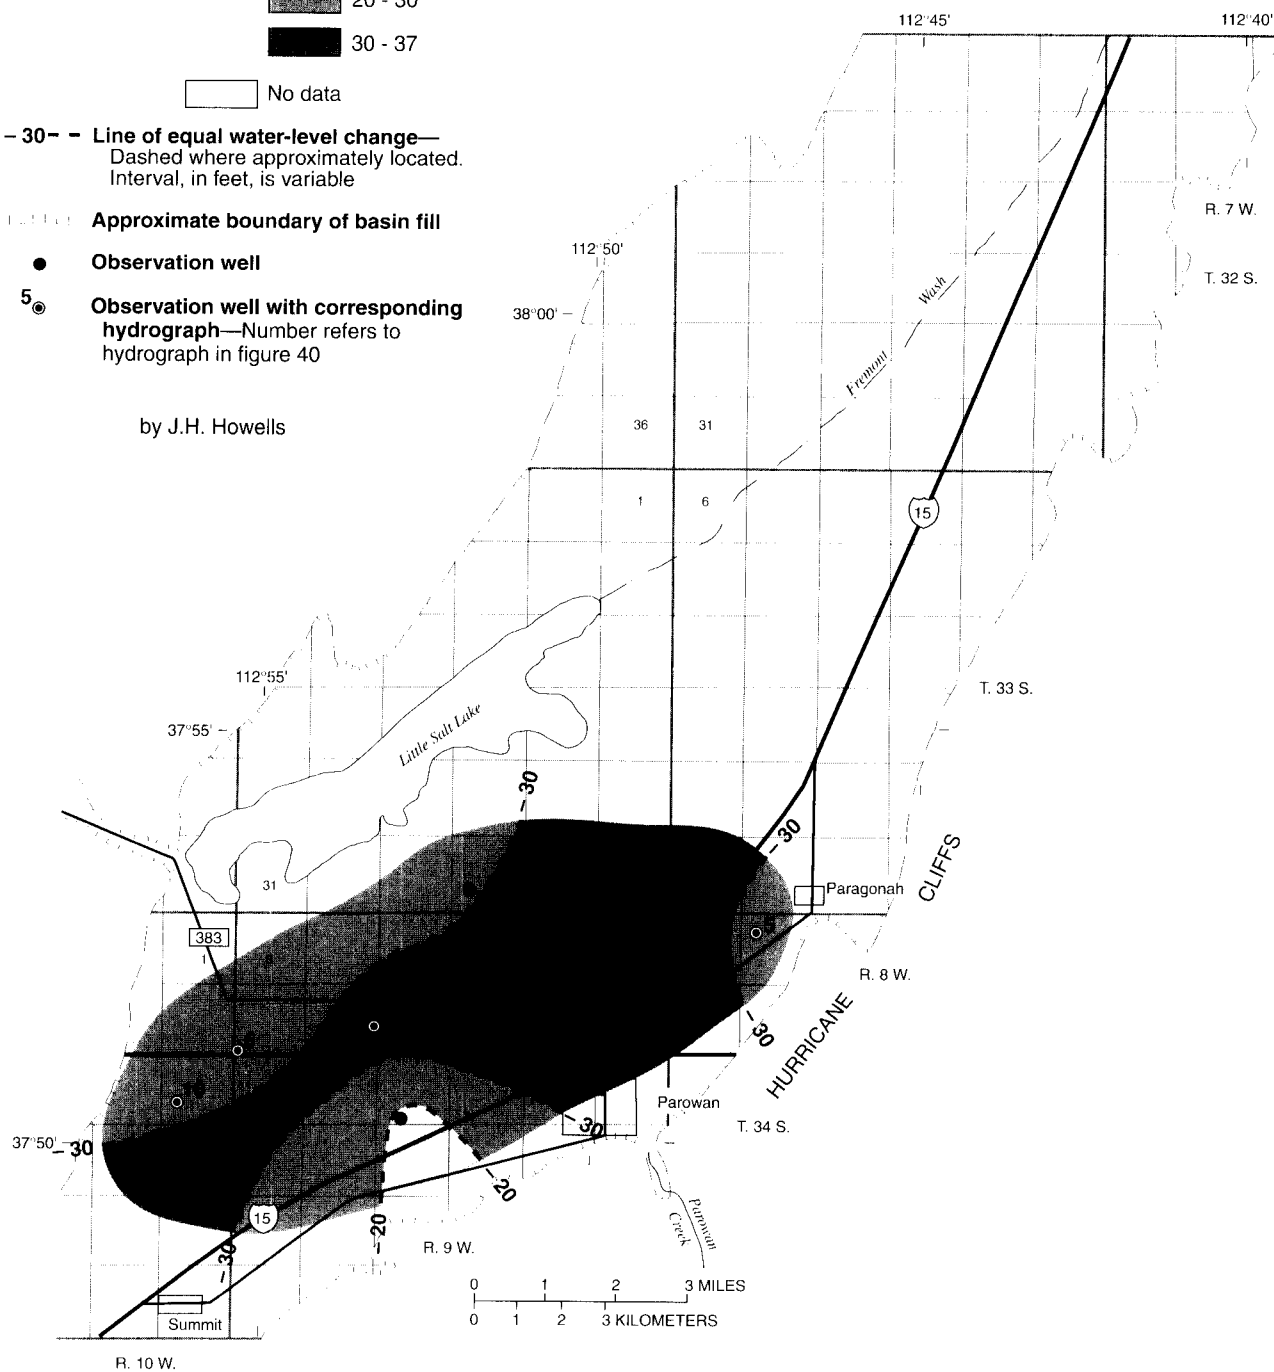 20 - 30
30 - 37
No data
– 30 – – Line of equal water-level change—
Dashed where approximately located.
Interval, in feet, is variable
Approximate boundary of basin fill
Observation well
5
Observation well with corresponding
hydrograph—Number refers to
hydrograph in figure 40
by J.H. Howells
112°45'
112°40'
R. 7 W.
T. 32 S.
112°50'
38°00'
Wash
Fremont
36
31
1
6
15
T. 33 S.
112°55'
37°55'
Little Salt Lake
–30
–30
31
Paragonah
CLIFFS
383
1
6
R. 8 W.
–30
HURRICANE
Parowan
T. 34 S.
37°50'
–30
–30
–20
15
–20
–30
Parowan
Creek
R. 9 W.
0 1 2 3 MILES
0 1 2 3 KILOMETERS
Summit
R. 10 W.